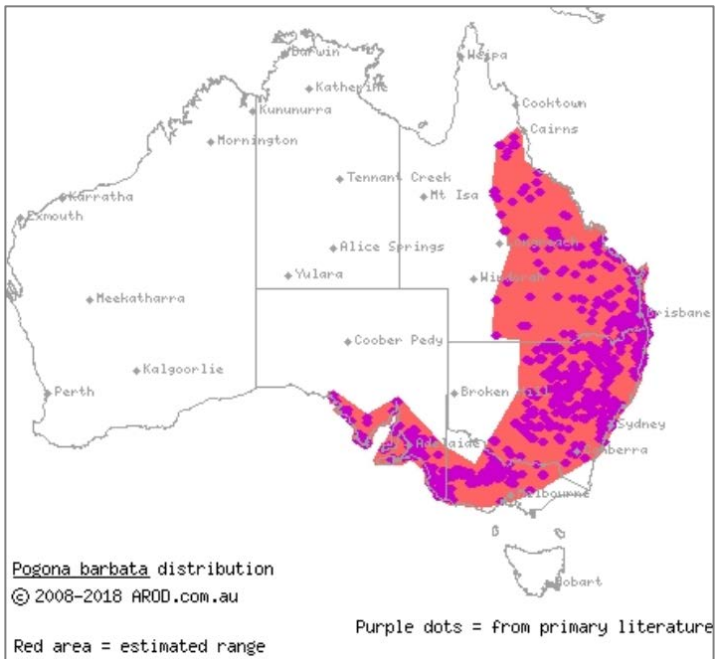 Darwin
Weipa
Katherine
Cooktown
Kununurra
Cairns
Mornington
Tennant Creek
Mt Isa
Karratha
Exmouth
Alice Springs
Yulara
Windorah
Meekatharra
Brisbane
Coober Pedy
Kalgoorlie
Perth
Broken Hill
Sydney
Adelaide
Canberra
Melbourne
Pogona barbata distribution
Hobart
© 2008-2018 AROD.com.au
Purple dots = from primary literature
Red area = estimated range